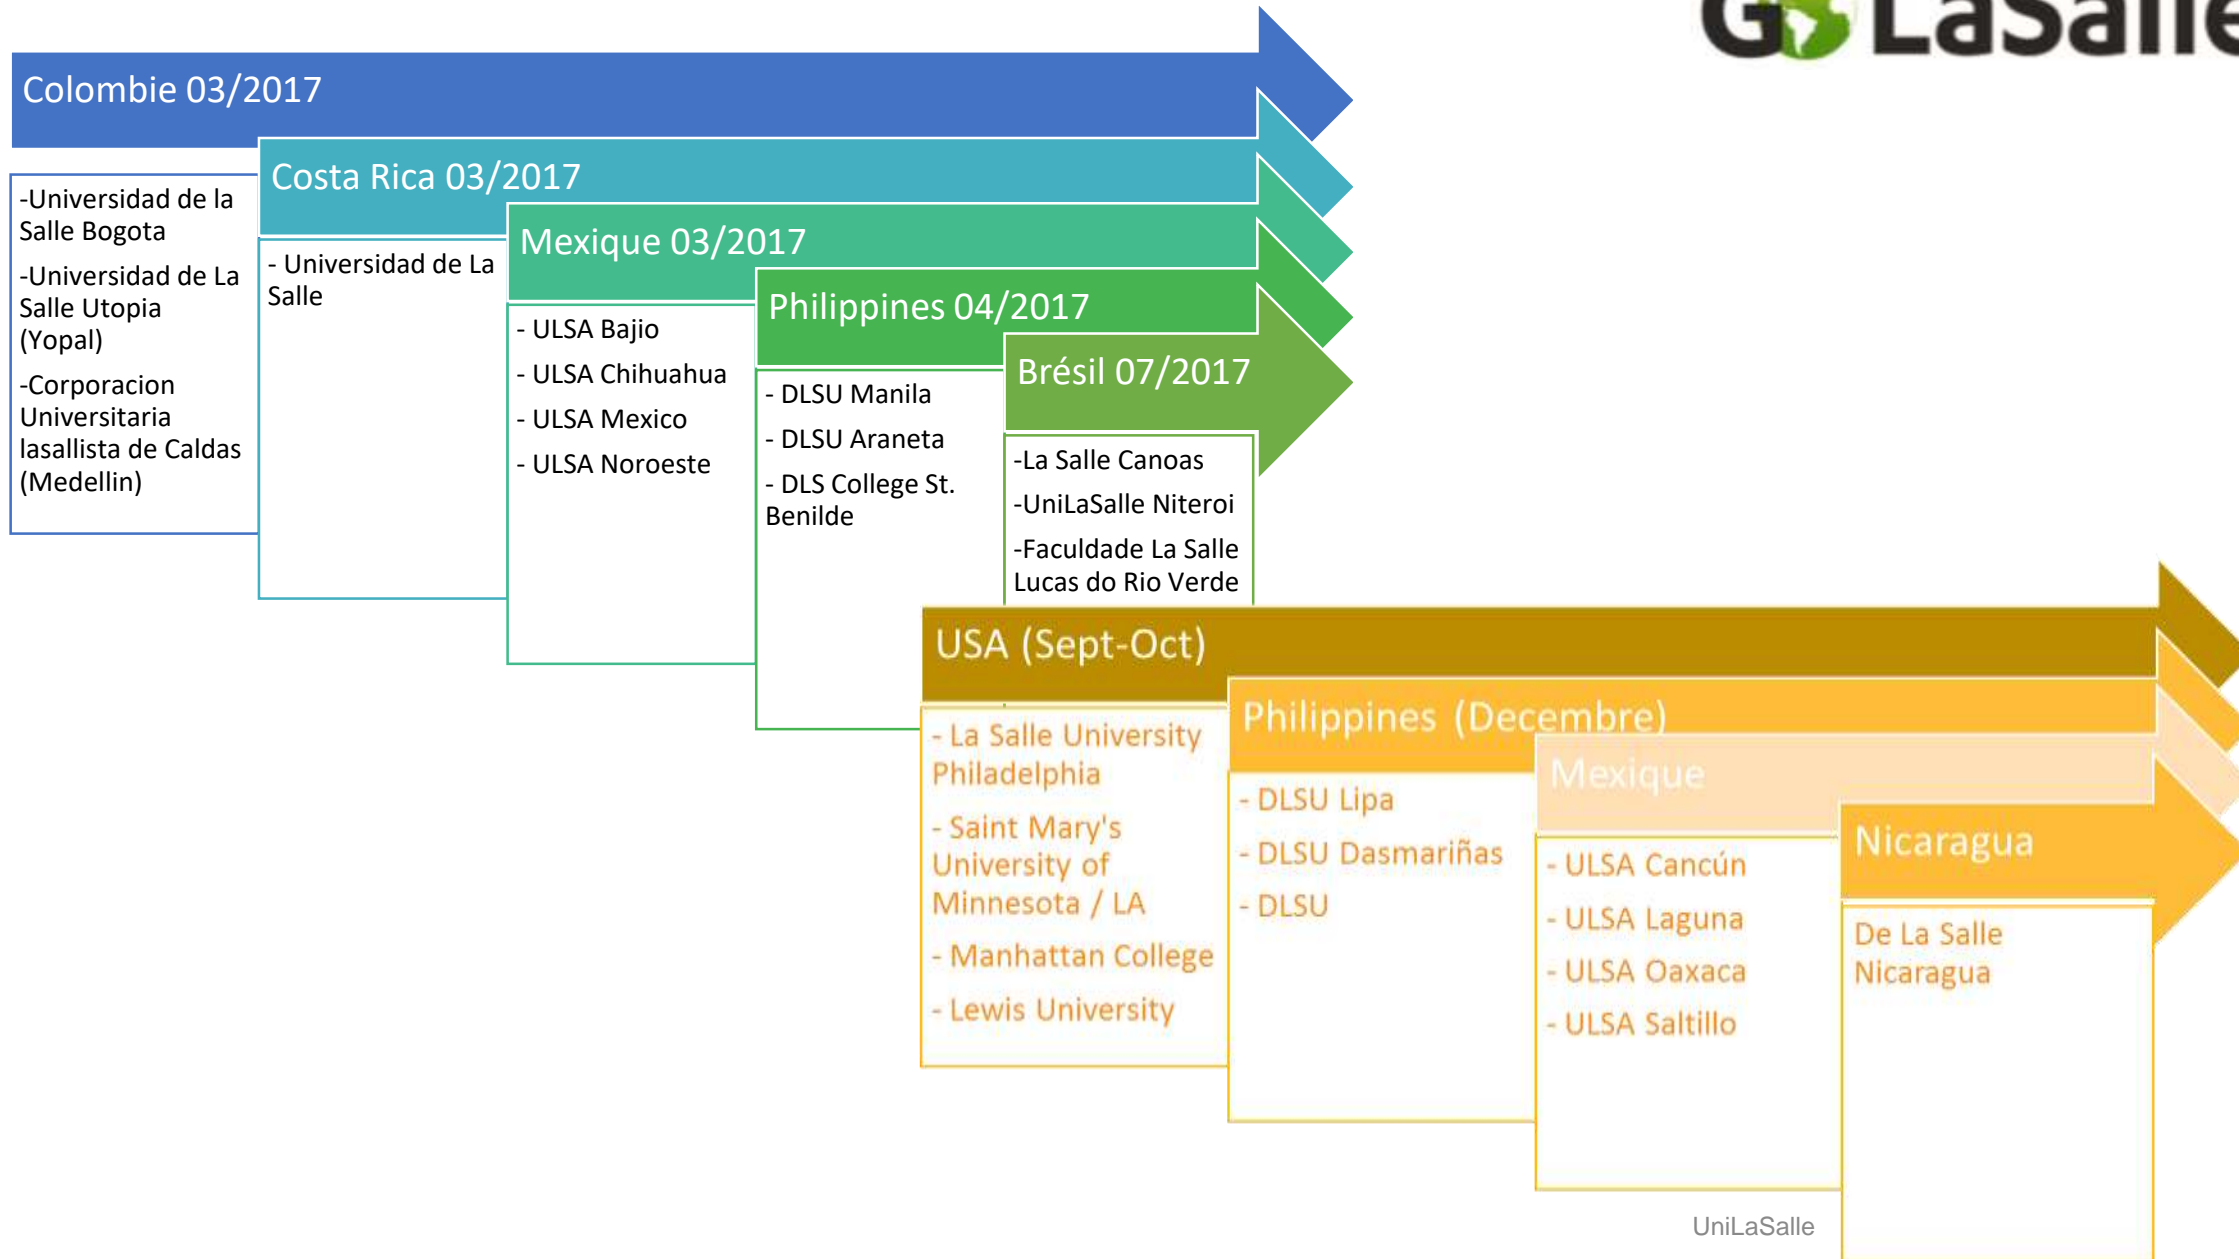 GO LaSalle
Colombie 03/2017
-Universidad de la
Salle Bogota
-Universidad de La
Salle Utopia
(Yopal)
-Corporacion
Universitaria
lasallista de Caldas
(Medellin)
Costa Rica 03/2017
- Universidad de La
Salle
Mexique 03/2017
- ULSA Bajio
- ULSA Chihuahua
- ULSA Mexico
- ULSA Noroeste
Philippines 04/2017
- DLSU Manila
- DLSU Araneta
- DLS College St.
Benilde
Brésil 07/2017
-La Salle Canoas
-UniLaSalle Niteroi
-Faculdade La Salle
Lucas do Rio Verde
USA (Sept-Oct)
- La Salle University
Philadelphia
- Saint Mary's
University of
Minnesota / LA
- Manhattan College
- Lewis University
Philippines (Decembre)
- DLSU Lipa
- DLSU Dasmariñas
- DLSU
Mexique
- ULSA Cancún
- ULSA Laguna
- ULSA Oaxaca
- ULSA Saltillo
Nicaragua
De La Salle
Nicaragua
UniLaSalle